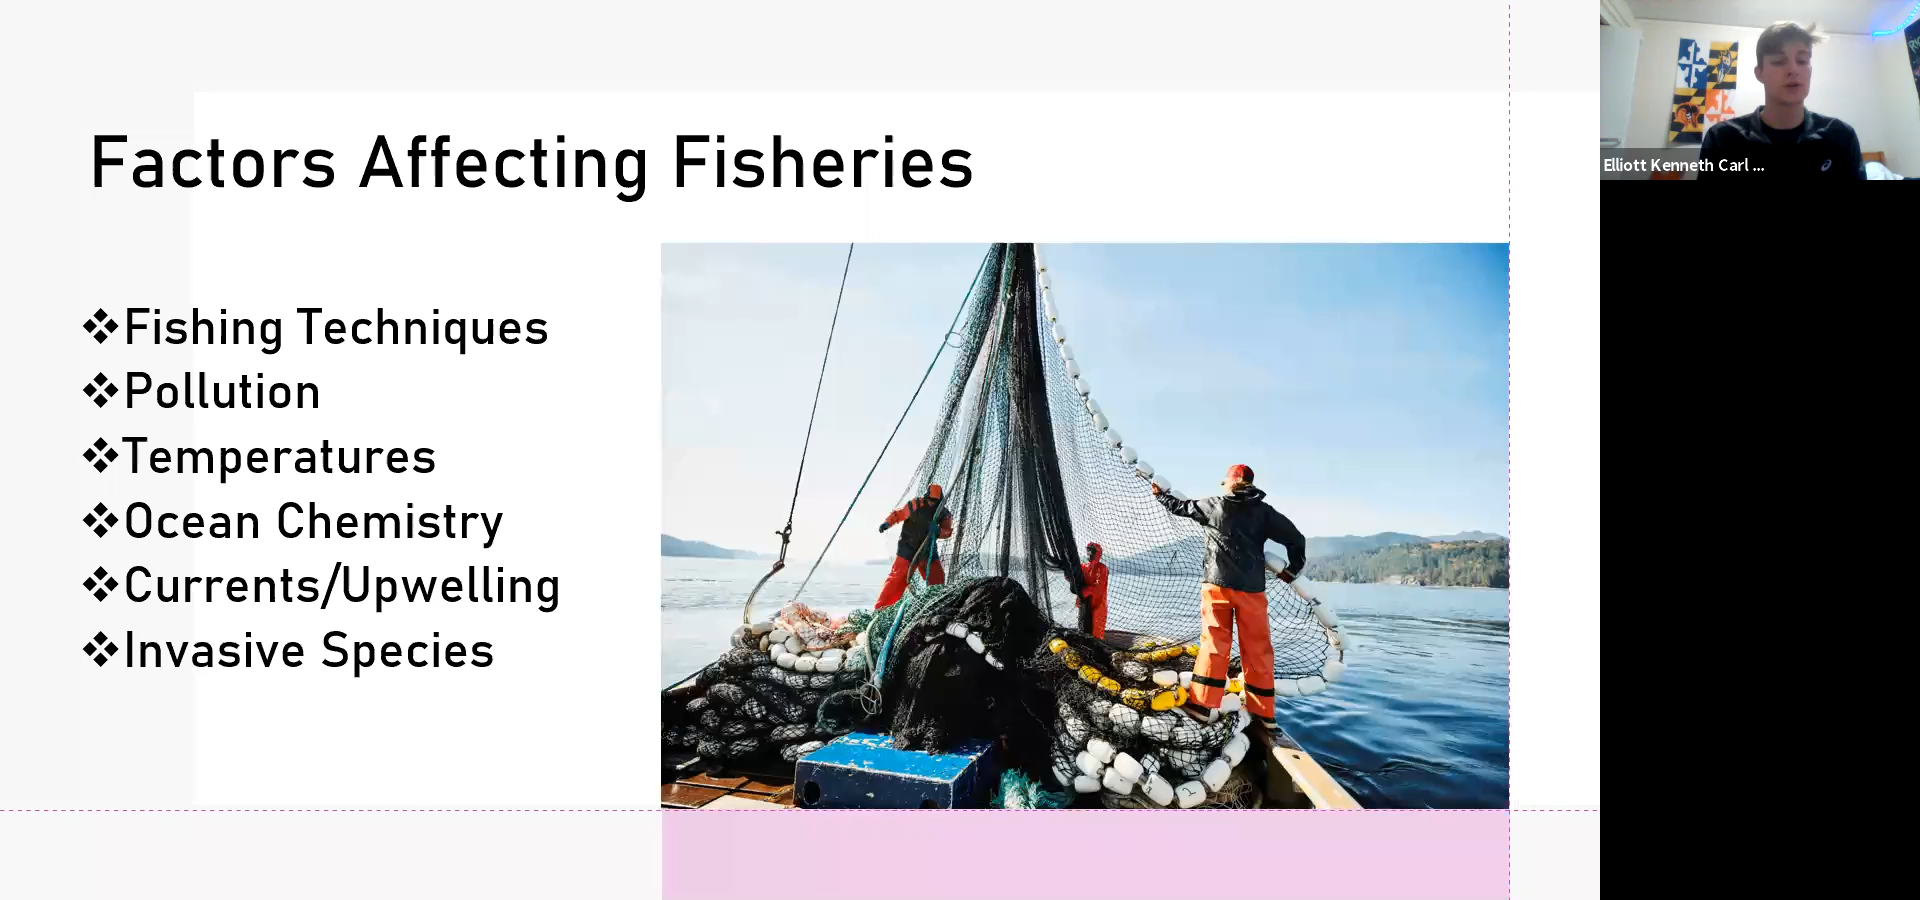 Factors Affecting Fisheries
❖Fishing Techniques
❖Pollution
❖Temperatures
❖Ocean Chemistry
❖Currents/Upwelling
❖Invasive Species
Elliott Kenneth Carl ...